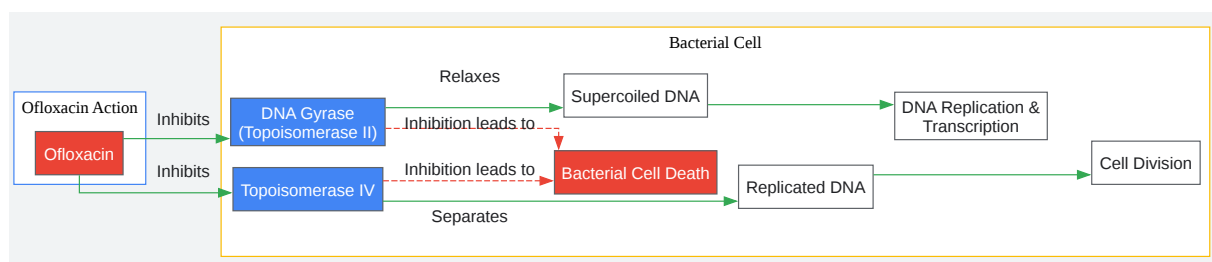 Bacterial Cell
Ofloxacin Action
Ofloxacin
Inhibits
Inhibits
DNA Gyrase
(Topoisomerase II)
Topoisomerase IV
Relaxes
Inhibition leads to
Inhibition leads to
Separates
Supercoiled DNA
Bacterial Cell Death
Replicated DNA
DNA Replication &
Transcription
Cell Division